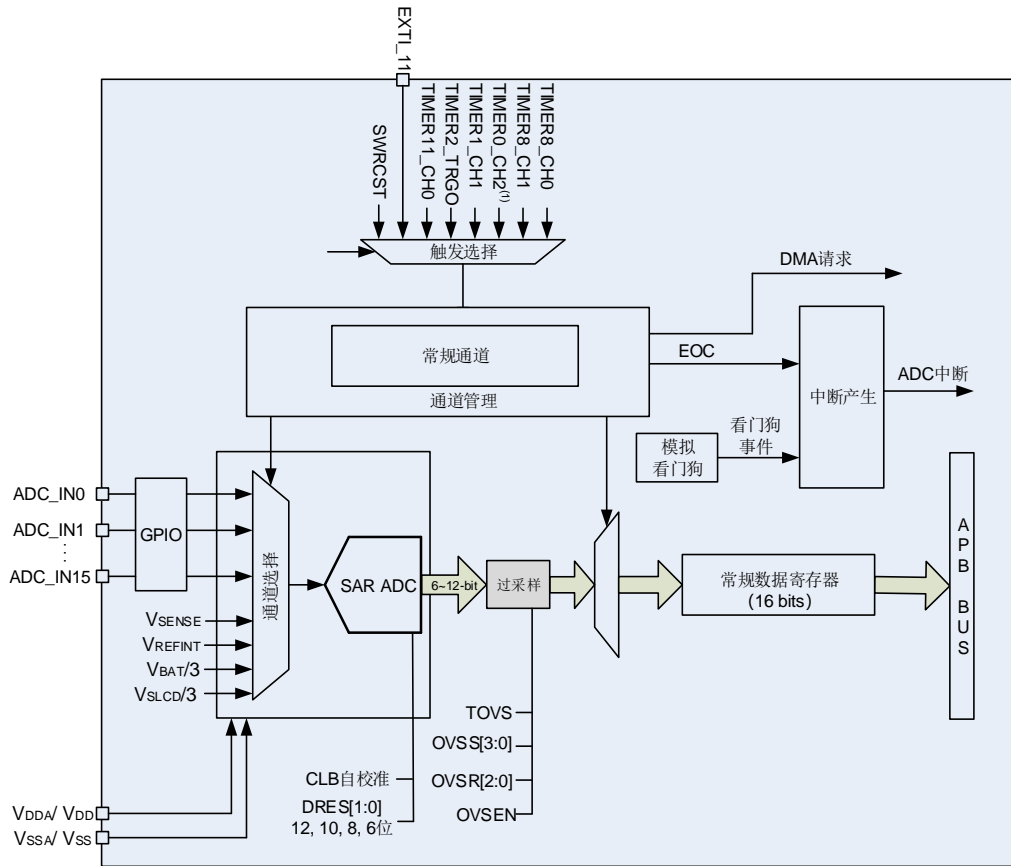 EXTI_11
SWRCST
TIMER11_CH0
TIMER2_TRGO
TIMER1_CH1
TIMER0_CH2(1)
TIMER8_CH1
TIMER8_CH0
触发选择
DMA请求
常规通道
通道管理
EOC
中断产生
ADC中断
看门狗
事件
模拟
看门狗
ADC_IN0
ADC_IN1
⋮
ADC_IN15
GPIO
通道选择
SAR ADC
6~12-bit
过采样
常规数据寄存器
(16 bits)
APB BUS
VSENSE
VREFINT
VBAT/3
VSLCD/3
TOVS
OVSS[3:0]
OVSR[2:0]
OVSEN
CLB自校准
DRES[1:0]
12, 10, 8, 6位
VDDA/ VDD
VSSA/ VSS